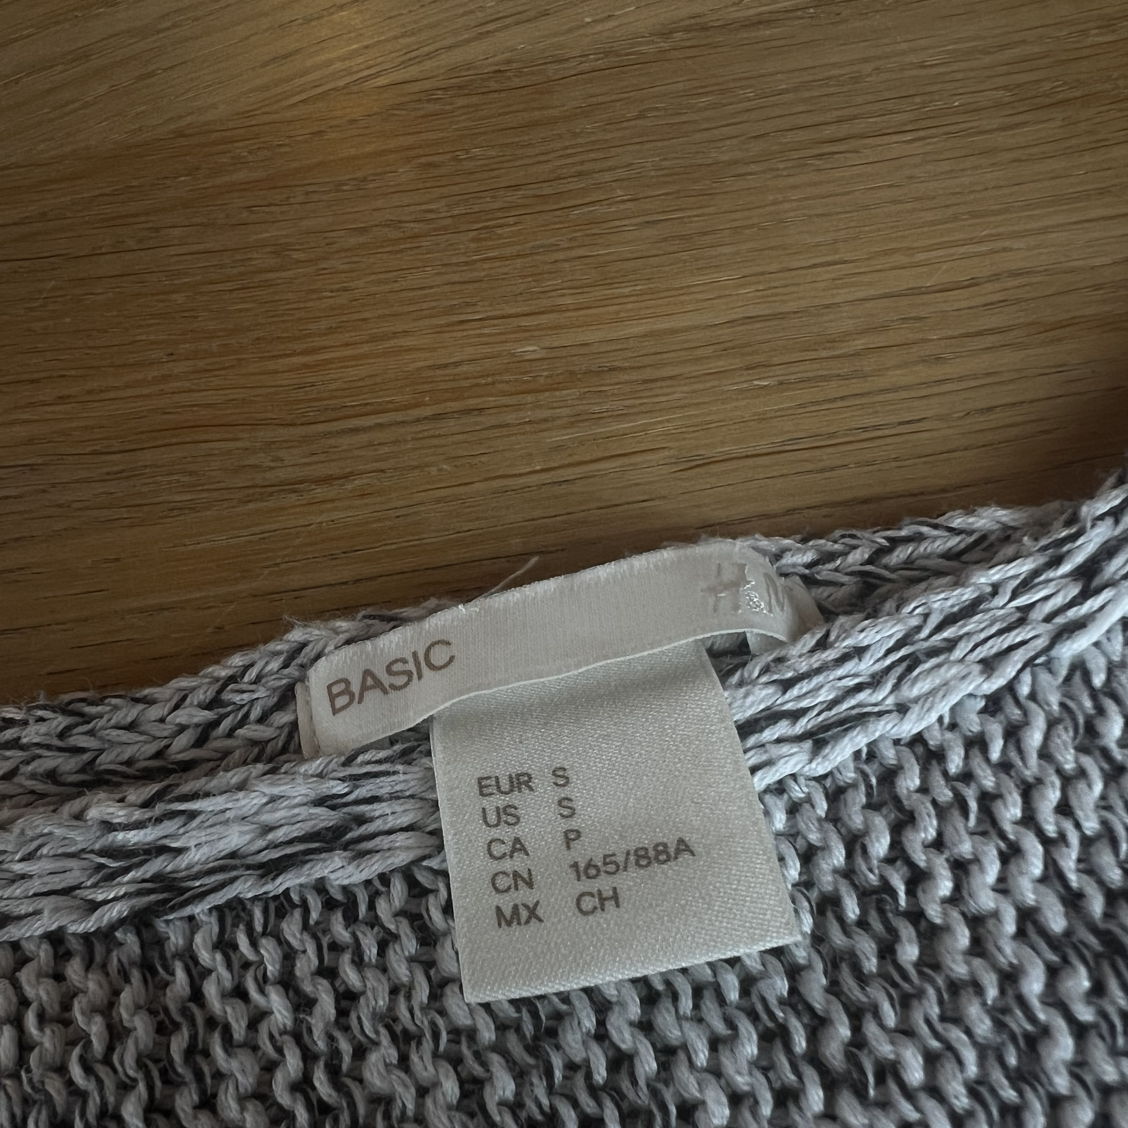 BASIC H&M
EUR S
US S
CA P
CN 165/88A
MX CH